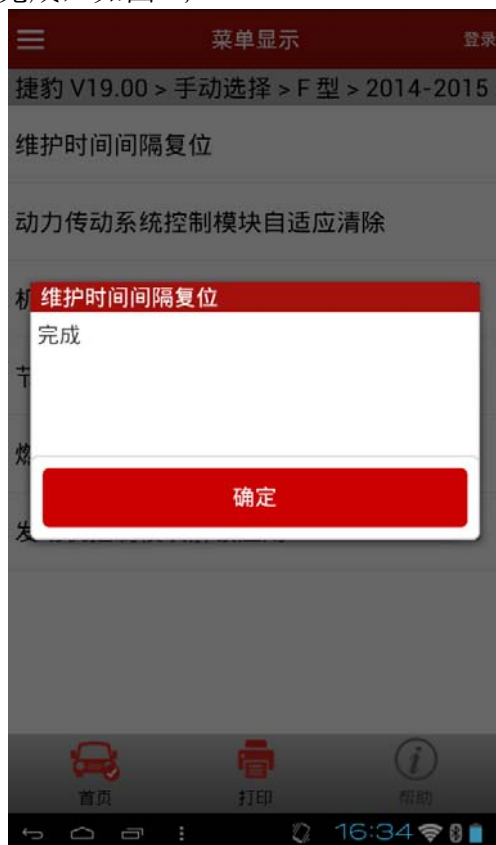 菜单显示
登录
捷豹 V19.00 > 手动选择 > F 型 > 2014-2015
维护时间间隔复位
动力传动系统控制模块自适应清除
维护时间间隔复位
完成
确定
首页
打印
帮助
16:34